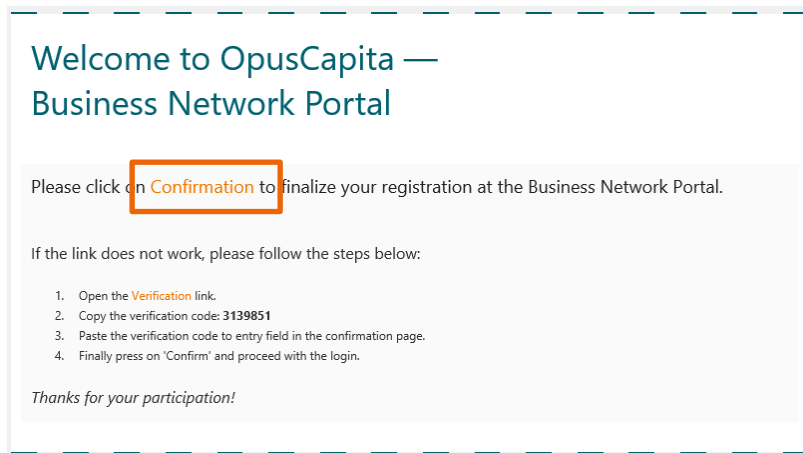 Welcome to OpusCapita —
Business Network Portal
Please click on Confirmation to finalize your registration at the Business Network Portal.
If the link does not work, please follow the steps below:
1. Open the Verification link.
2. Copy the verification code: 3139851
3. Paste the verification code to entry field in the confirmation page.
4. Finally press on 'Confirm' and proceed with the login.
Thanks for your participation!